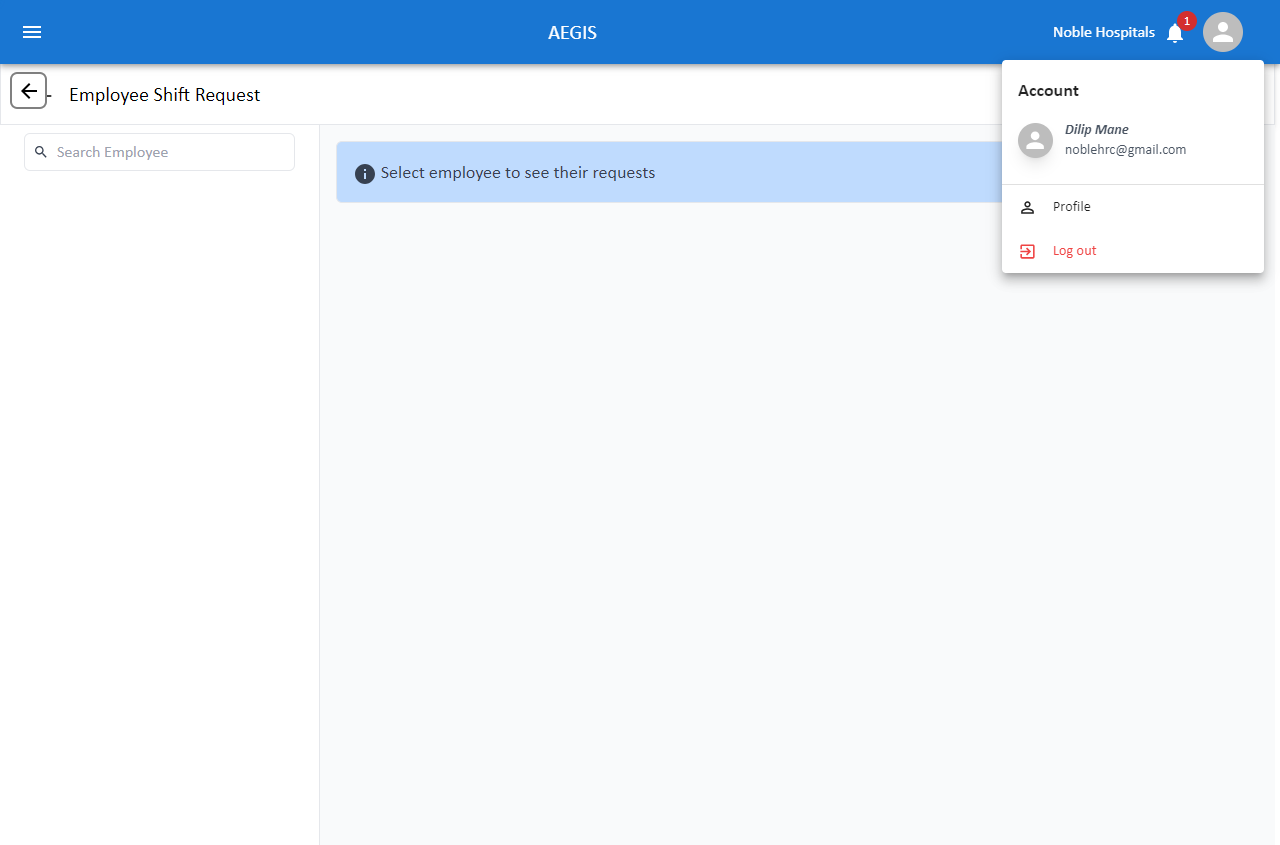 AEGIS
Noble Hospitals
1
Employee Shift Request
Account
Dilip Mane
noblehrc@gmail.com
Search Employee
Select employee to see their requests
Profile
Log out